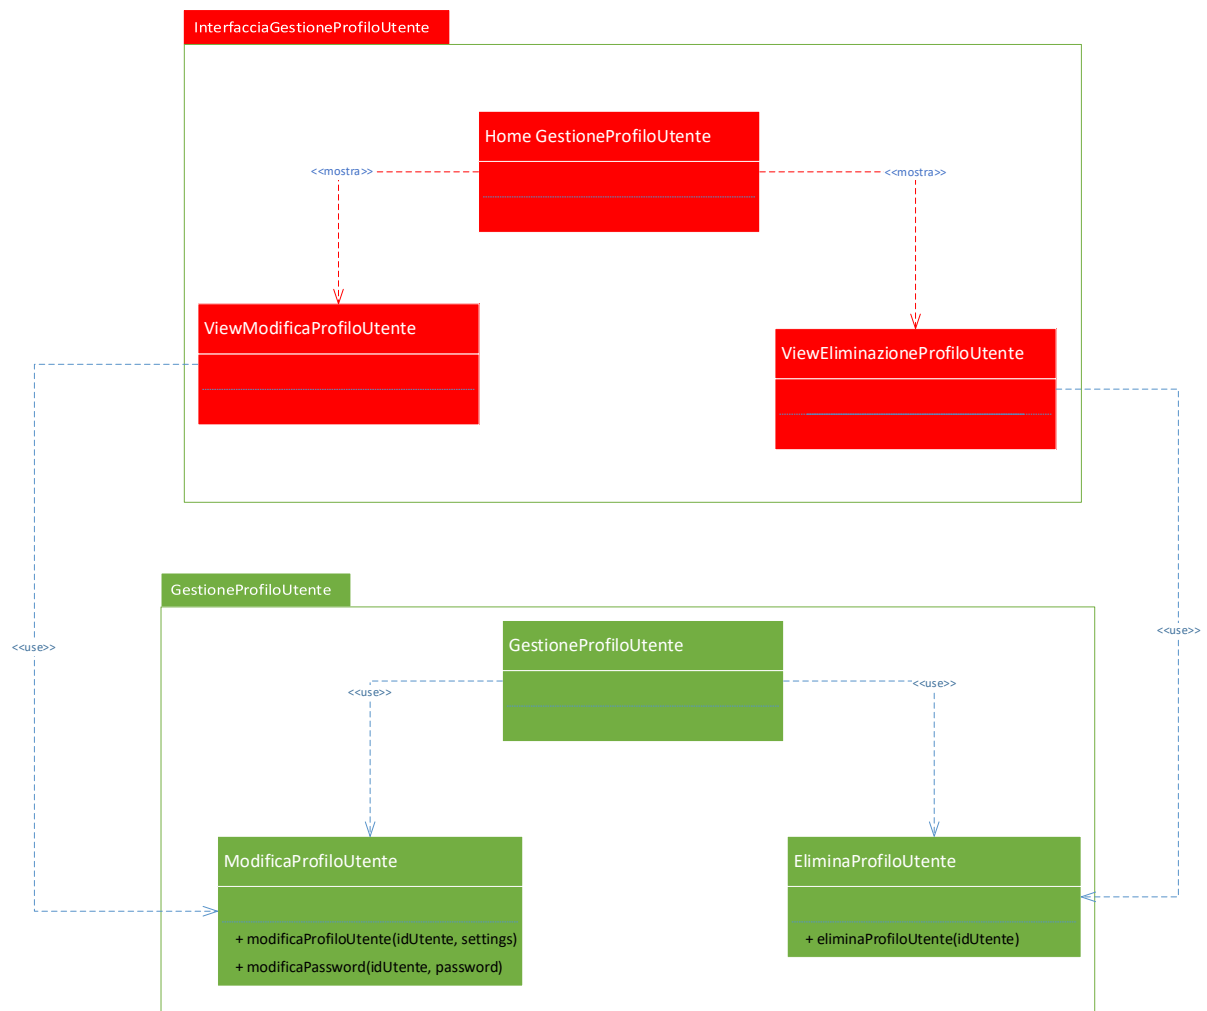 InterfacciaGestioneProfiloUtente
Home GestioneProfiloUtente
<<mostra>>
<<mostra>>
ViewModificaProfiloUtente
ViewEliminazioneProfiloUtente
GestioneProfiloUtente
<<use>>
<<use>>
GestioneProfiloUtente
<<use>>
<<use>>
ModificaProfiloUtente
+ modificaProfiloUtente(idUtente, settings)
+ modificaPassword(idUtente, password)
EliminaProfiloUtente
+ eliminaProfiloUtente(idUtente)